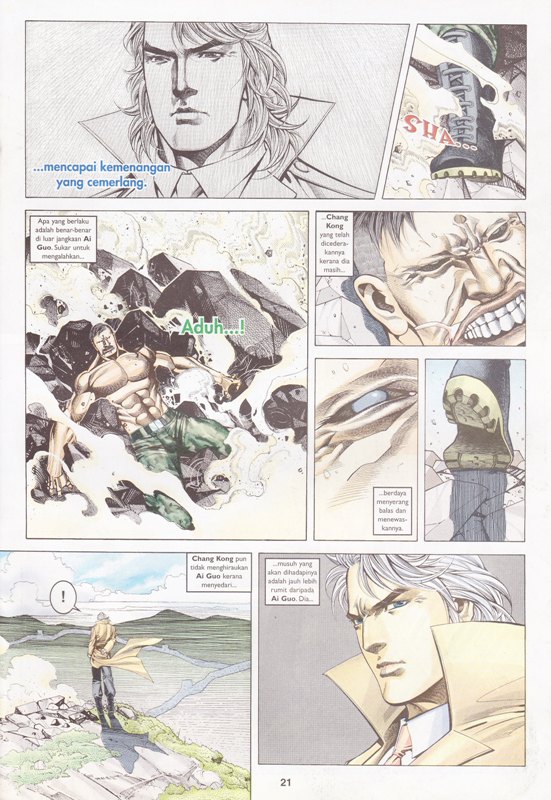 ...mencapai kemenangan
yang cemerlang.
SHA...
Apa yang berlaku
adalah benar-benar
di luar jangkaan Ai
Guo. Sukar untuk
mengalahkan...
Aduh...!
...Chang
Kong
yang telah
dicedera-
kannya
kerana dia
masih...
...berdaya
menyerang
balas dan
menewas-
kannya.
Chang Kong pun
tidak menghiraukan
Ai Guo kerana
menyedari...
!
...musuh yang
akan dihadapinya
adalah jauh lebih
rumit daripada
Ai Guo. Dia...
21